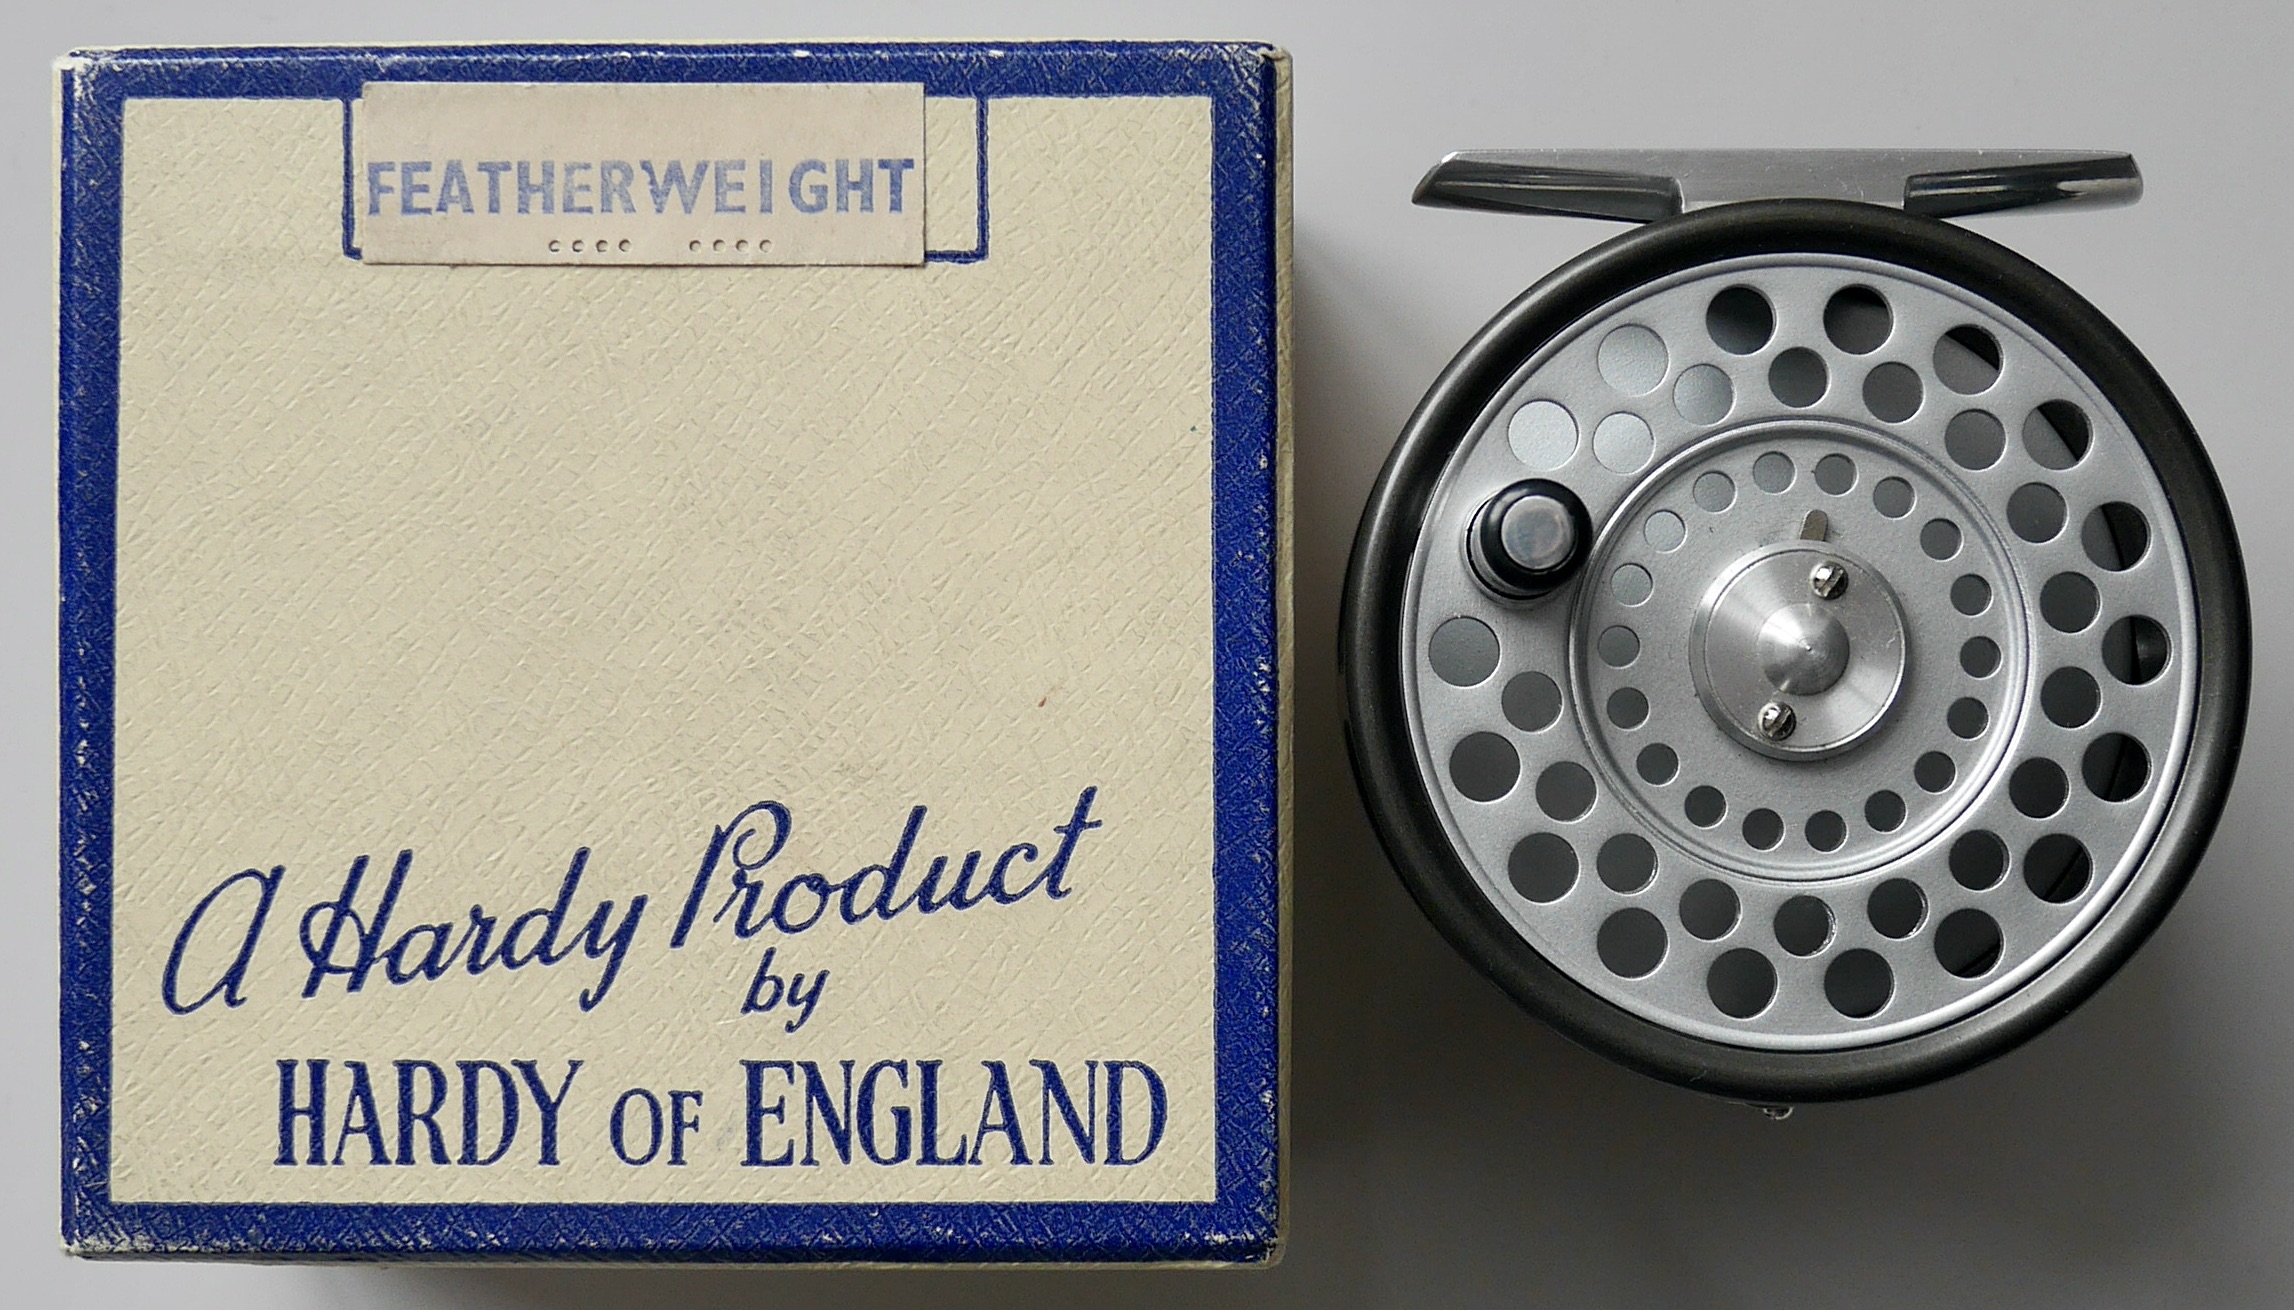 FEATHERWEIGHT
A Hardy Product
by
HARDY OF ENGLAND